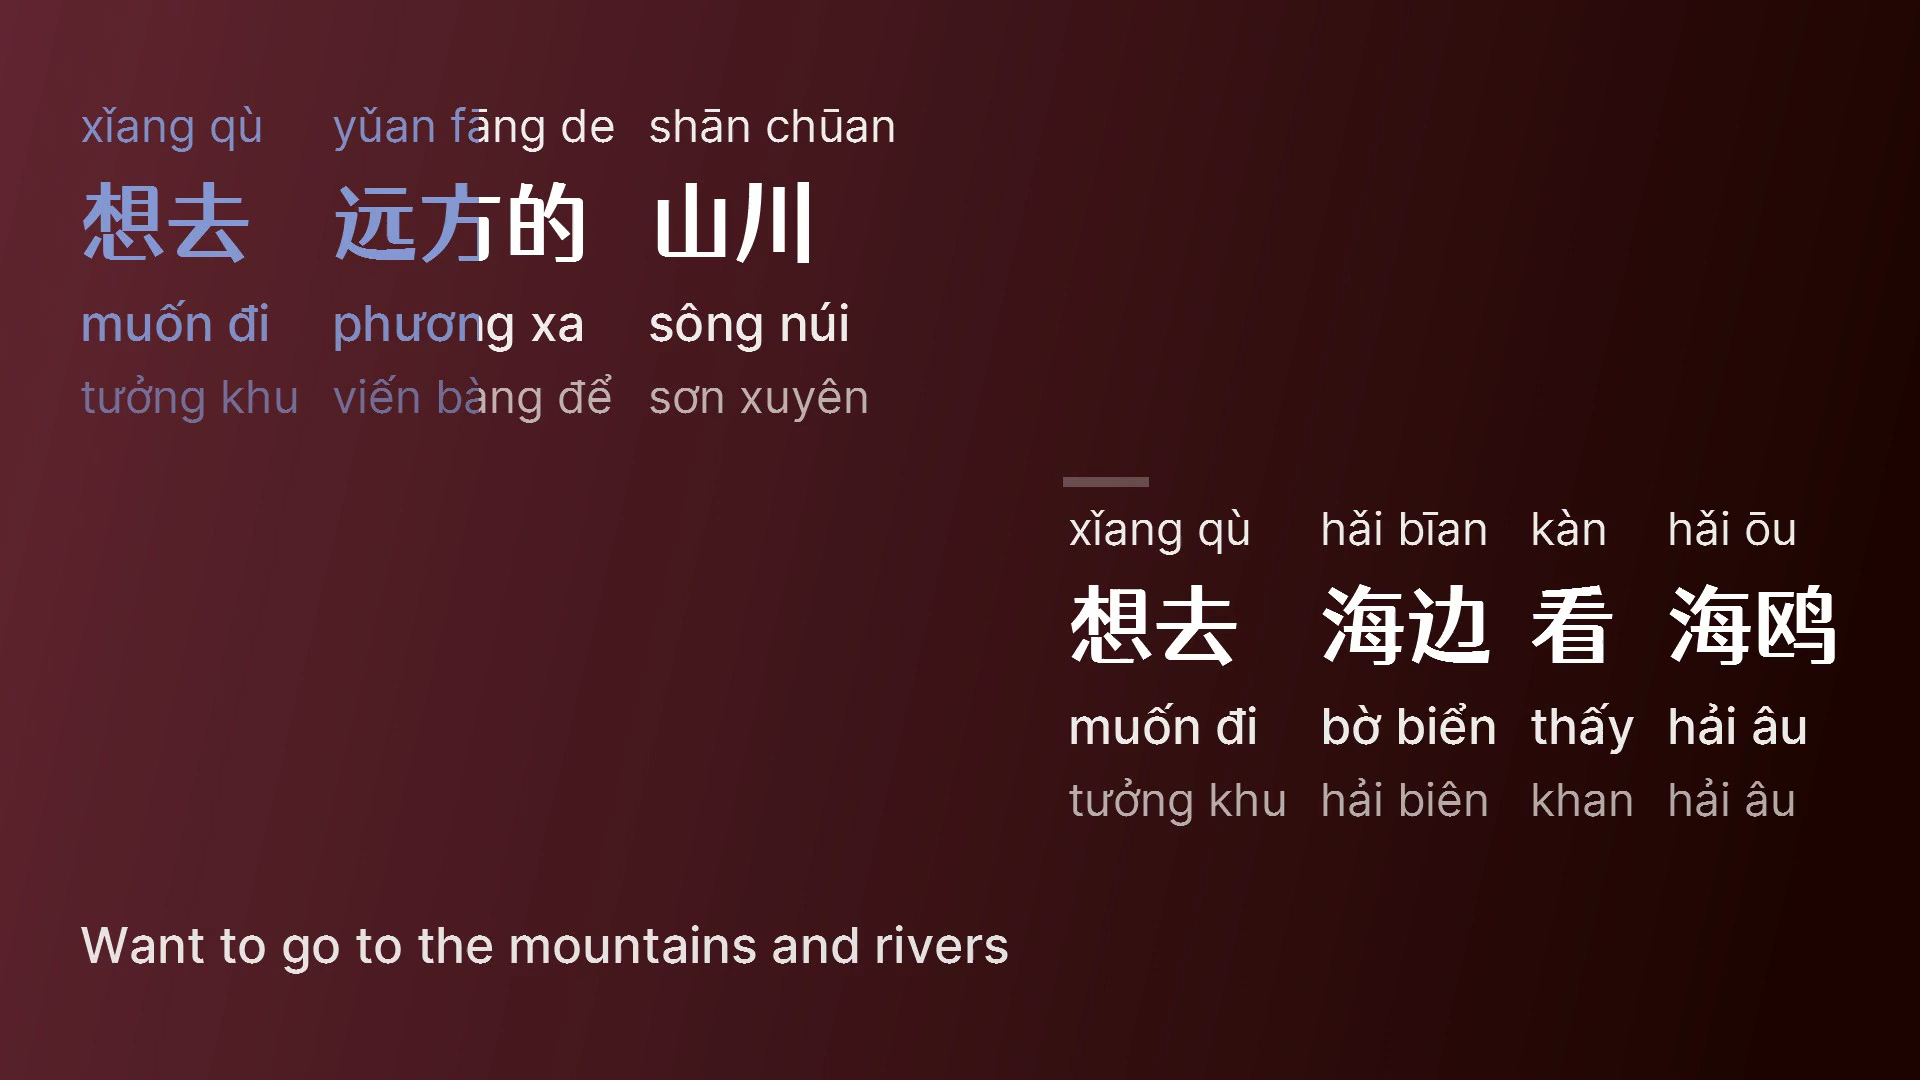 xǐang qù yǔan fāng de shān chūan
想去 远方的 山川
muốn đi phương xa sông núi
tưởng khu viến bàng để sơn xuyên
xǐang qù hǎi bīan kàn hǎi ōu
想去 海边 看 海鸥
muốn đi bờ biển thấy hải âu
tưởng khu hải biên khan hải âu
Want to go to the mountains and rivers